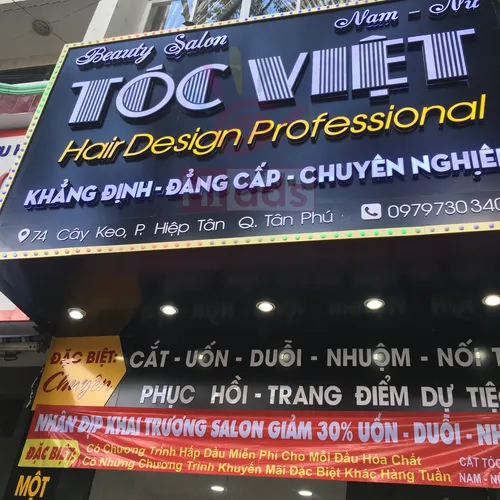 Beauty Salon
Nam - Nữ
TÓC VIỆT
Hair Design Professional
KHẲNG ĐỊNH - ĐẲNG CẤP - CHUYÊN NGHIỆP
74 Cây Keo, P. Hiệp Tân Q. Tân Phú
0979730340
ĐẶC BIỆT:
Chuyên
CẮT - UỐN - DUỖI - NHUỘM - NỐI T
PHỤC HỒI - TRANG ĐIỂM DỰ TIỆ
NHÂN DỊP KHAI TRƯƠNG SALON GIẢM 30% UỐN - DUỖI - N
ĐẶC BIỆT:
Có Chương Trình Hấp Dầu Miễn Phí Cho Mỗi Đầu Hóa Chất
Có Những Chương Trình Khuyến Mãi Đặc Biệt Khác Hàng Tuần
CẮT TÓC
NAM - N
MỘT